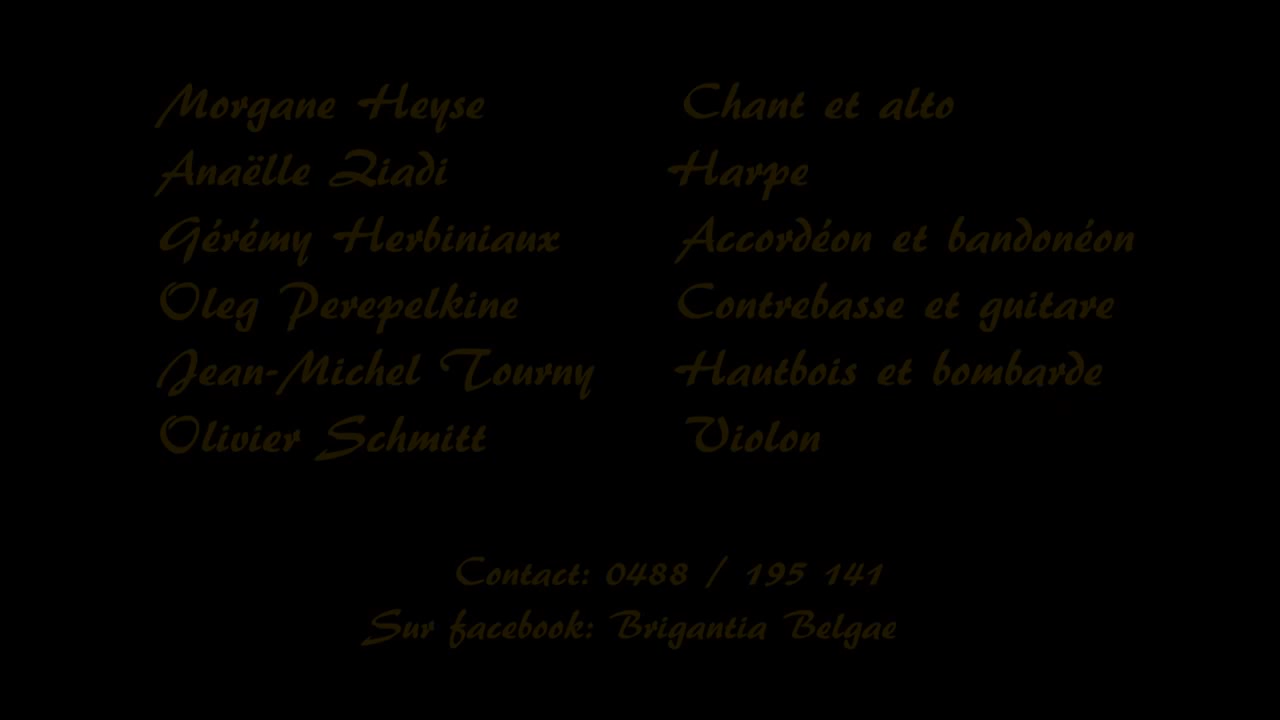 Morgane Heyse Chant et alto
Anaëlle Ziadi Harpe
Gérémy Herbiniaux Accordéon et bandonéon
Oleg Perepelkine Contrebasse et guitare
Jean-Michel Tourny Hautbois et bombarde
Olivier Schmitt Violon
Contact: 0488 / 195 141
Sur facebook: Brigantia Belgae